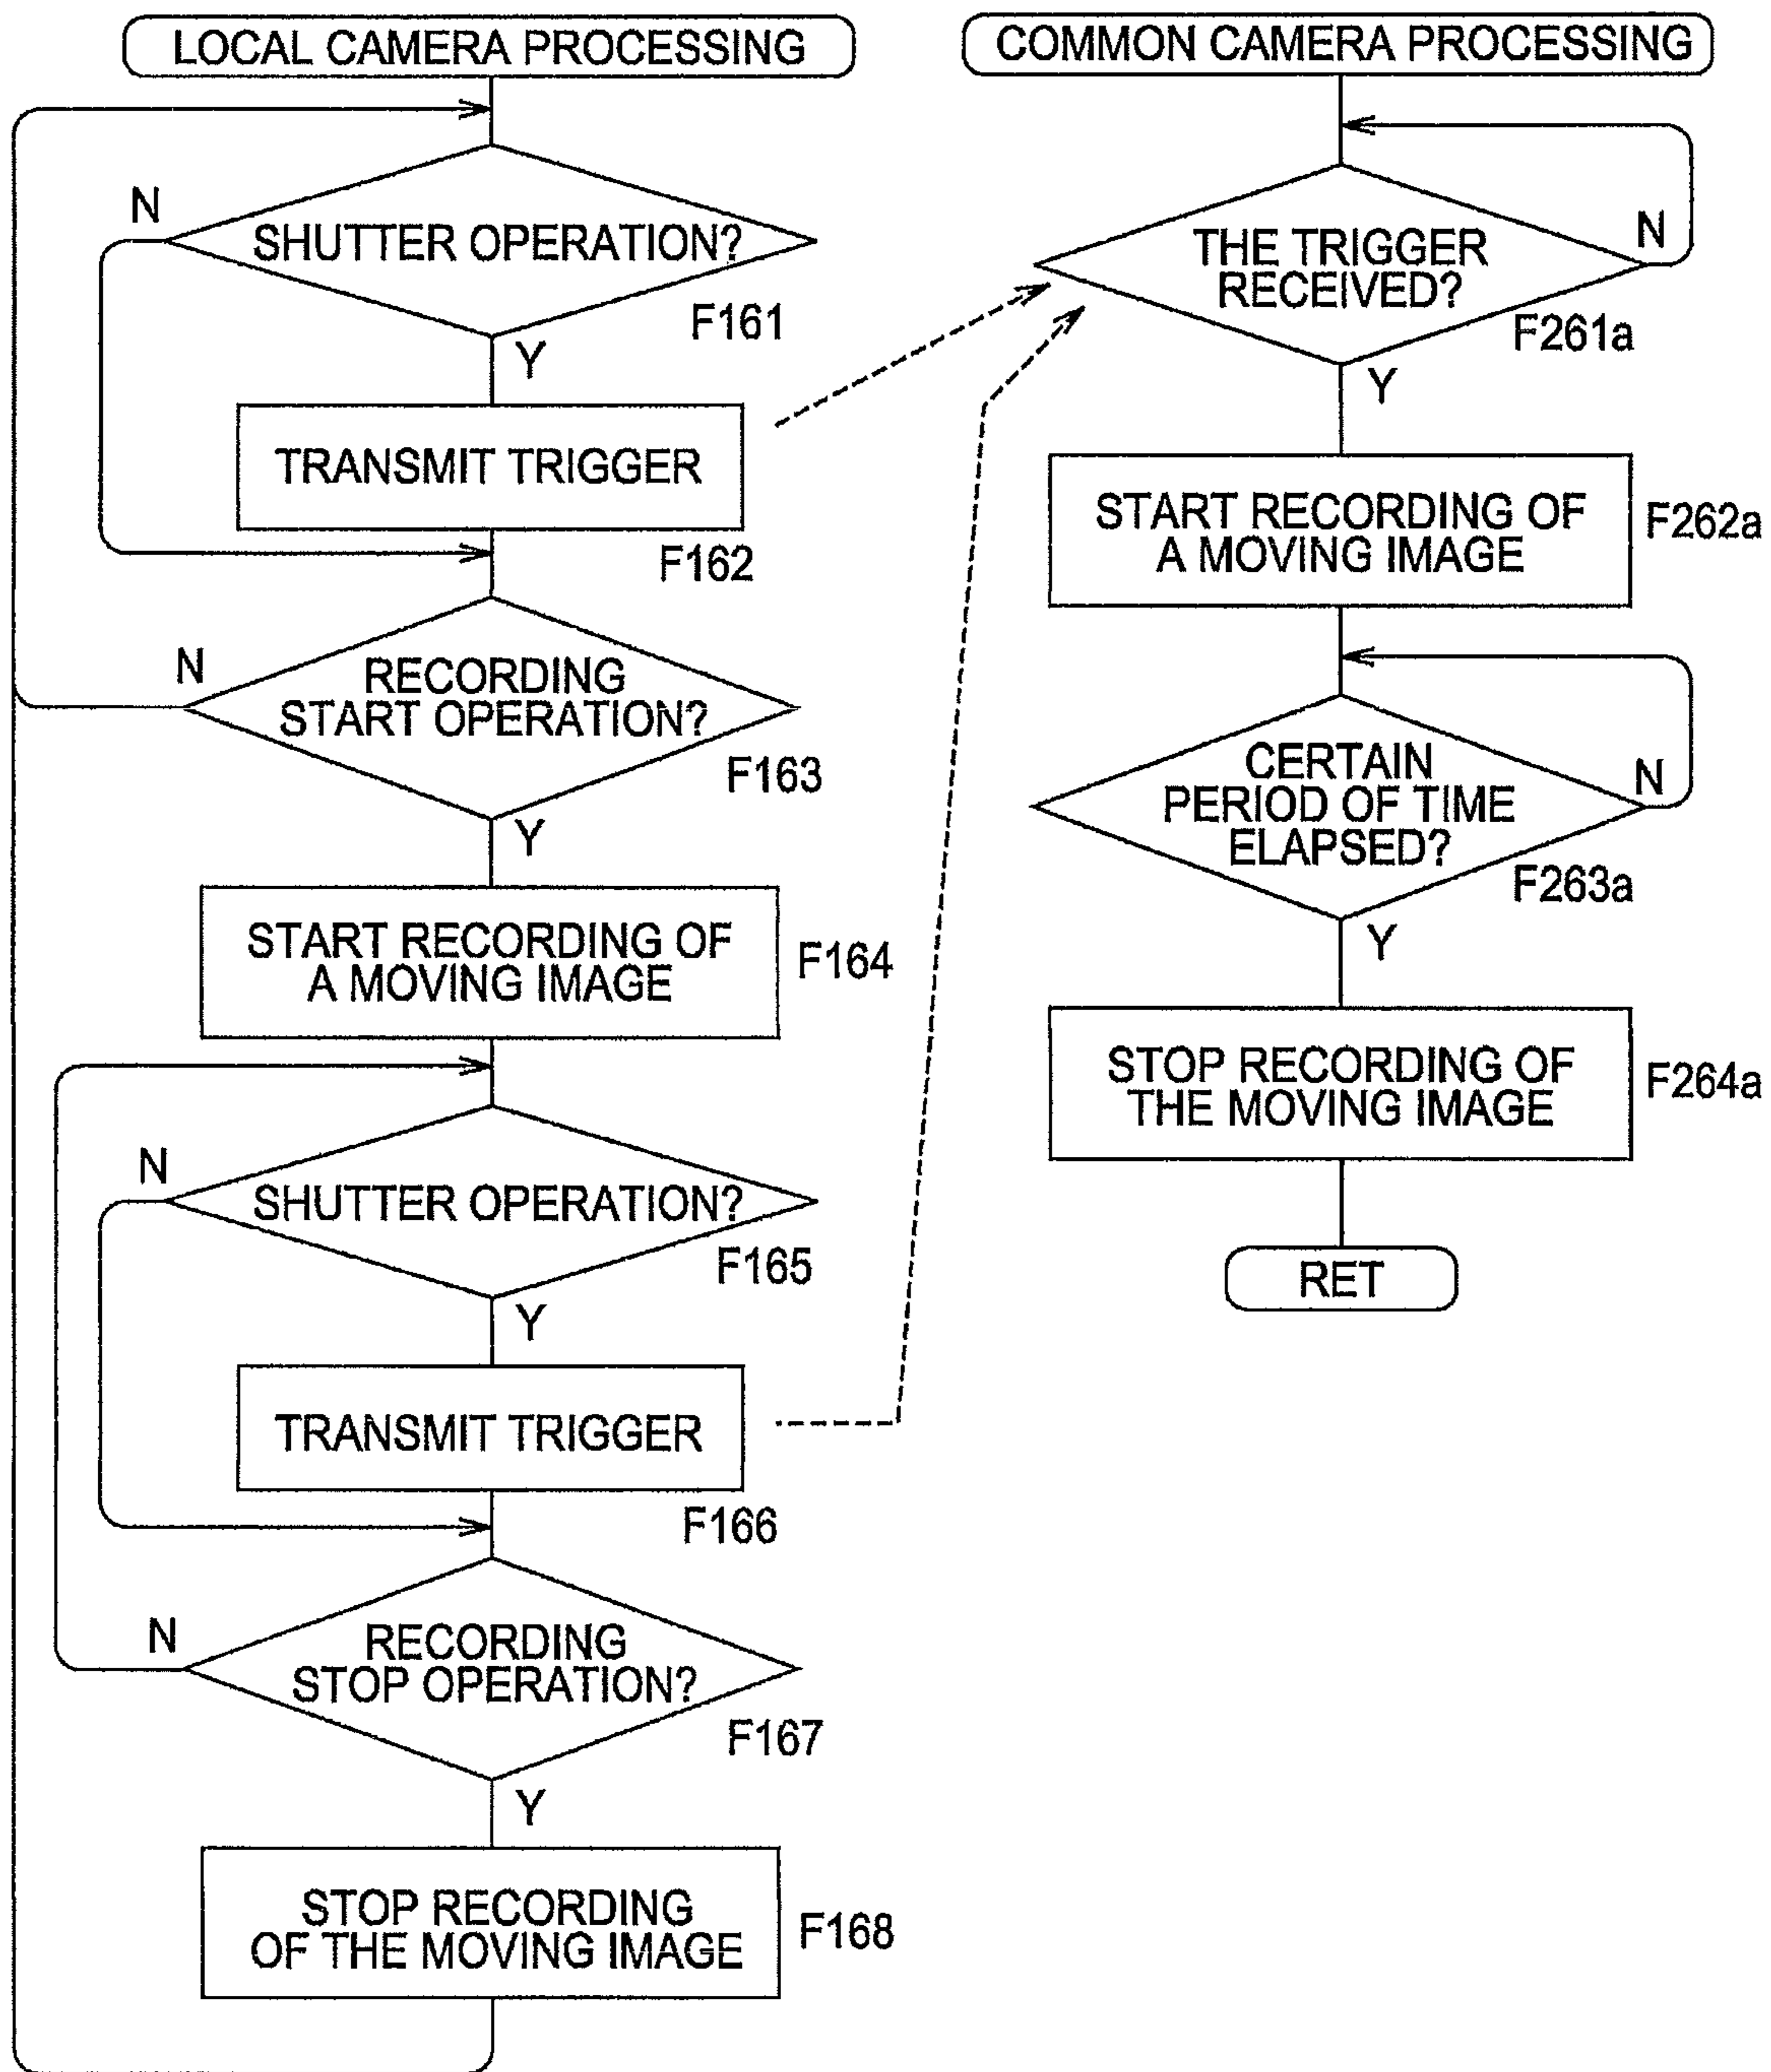 LOCAL CAMERA PROCESSING
N
SHUTTER OPERATION?
F161
Y
TRANSMIT TRIGGER
F162
N
RECORDING
START OPERATION?
F163
Y
START RECORDING OF
A MOVING IMAGE
F164
N
SHUTTER OPERATION?
F165
Y
TRANSMIT TRIGGER
F166
N
RECORDING
STOP OPERATION?
F167
Y
STOP RECORDING
OF THE MOVING IMAGE
F168
COMMON CAMERA PROCESSING
THE TRIGGER
RECEIVED?
N
F261a
Y
START RECORDING OF
A MOVING IMAGE
F262a
CERTAIN
PERIOD OF TIME
ELAPSED?
N
F263a
Y
STOP RECORDING OF
THE MOVING IMAGE
F264a
RET